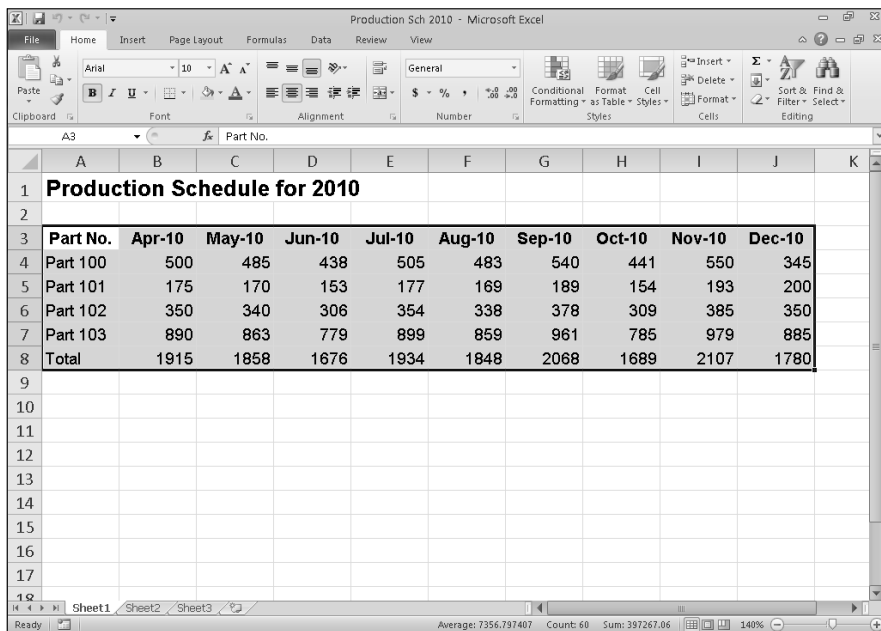 Production Sch 2010 - Microsoft Excel
File Home Insert Page Layout Formulas Data Review View
Paste
Arial 10 A A
B I U A
General
$ % , .00 .00
Conditional Formatting Format as Table Cell Styles
Insert
Delete
Format
Σ
Sort & Filter Find & Select
Clipboard Font Alignment Number Styles Cells Editing
A3 fx Part No.
A B C D E F G H I J K
1 Production Schedule for 2010
2
3 Part No. Apr-10 May-10 Jun-10 Jul-10 Aug-10 Sep-10 Oct-10 Nov-10 Dec-10
4 Part 100 500 485 438 505 483 540 441 550 345
5 Part 101 175 170 153 177 169 189 154 193 200
6 Part 102 350 340 306 354 338 378 309 385 350
7 Part 103 890 863 779 899 859 961 785 979 885
8 Total 1915 1858 1676 1934 1848 2068 1689 2107 1780
9
10
11
12
13
14
15
16
17
18
Sheet1 Sheet2 Sheet3
Ready Average: 7356.797407 Count: 60 Sum: 397267.06 140%